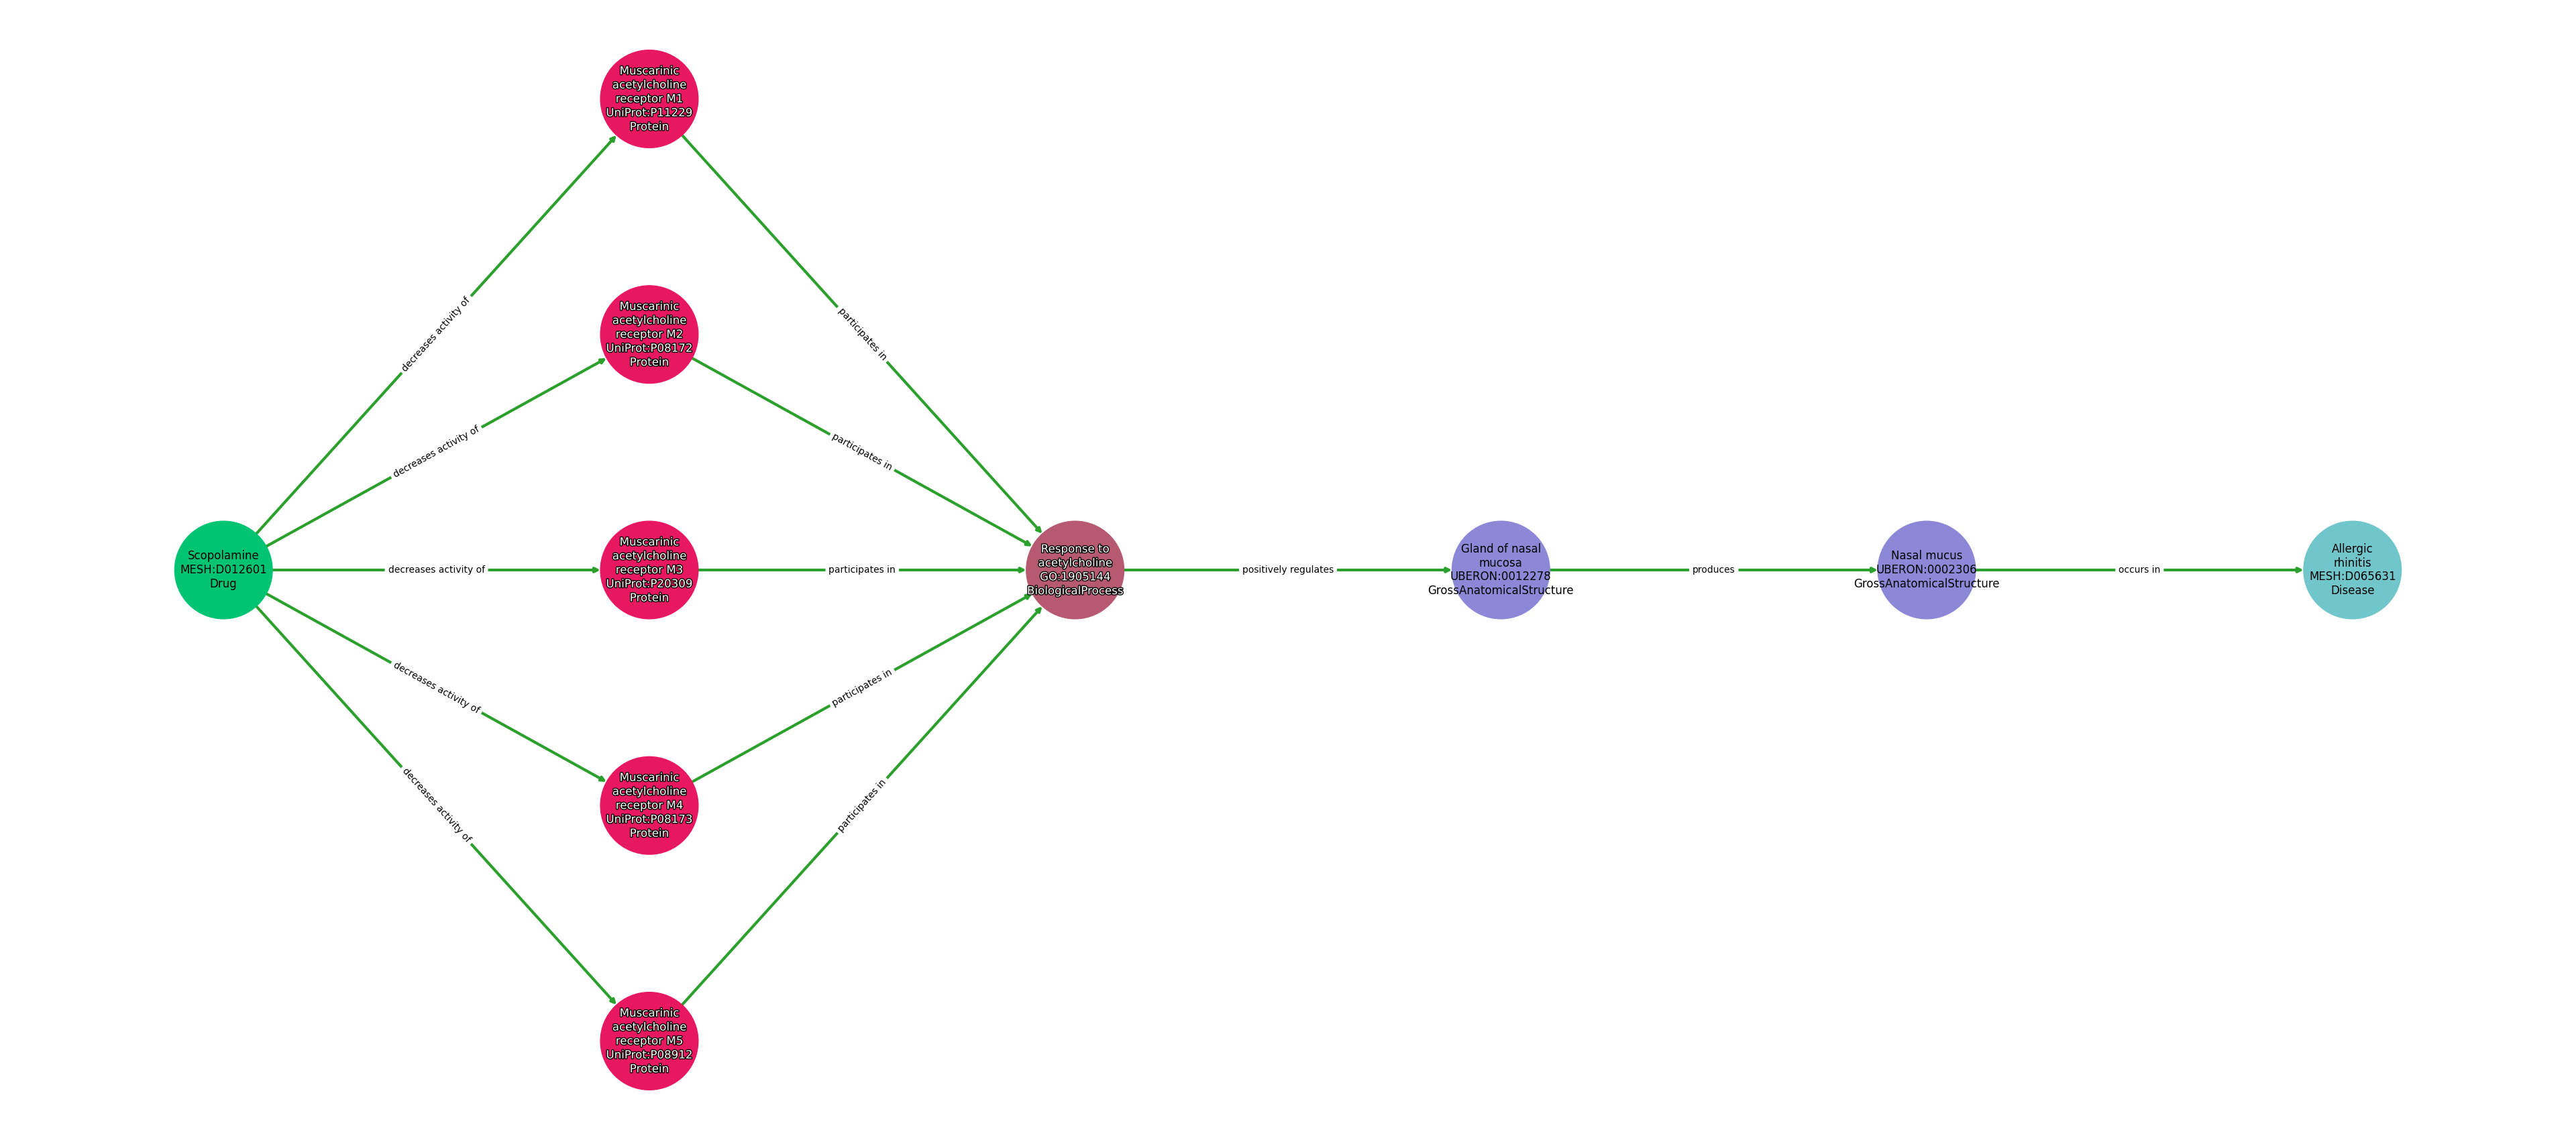 Muscarinic
acetylcholine
receptor M1
UniProt:P11229
Protein
decreases activity of
participates in
Muscarinic
acetylcholine
receptor M2
UniProt:P08172
Protein
decreases activity of
participates in
Scopolamine
MESH:D012601
Drug
decreases activity of
Muscarinic
acetylcholine
receptor M3
UniProt:P20309
Protein
participates in
Response to
acetylcholine
GO:1905144
BiologicalProcess
positively regulates
Gland of nasal
mucosa
UBERON:0012278
GrossAnatomicalStructure
produces
Nasal mucus
UBERON:0002306
GrossAnatomicalStructure
occurs in
Allergic
rhinitis
MESH:D065631
Disease
decreases activity of
participates in
Muscarinic
acetylcholine
receptor M4
UniProt:P08173
Protein
decreases activity of
participates in
Muscarinic
acetylcholine
receptor M5
UniProt:P08912
Protein